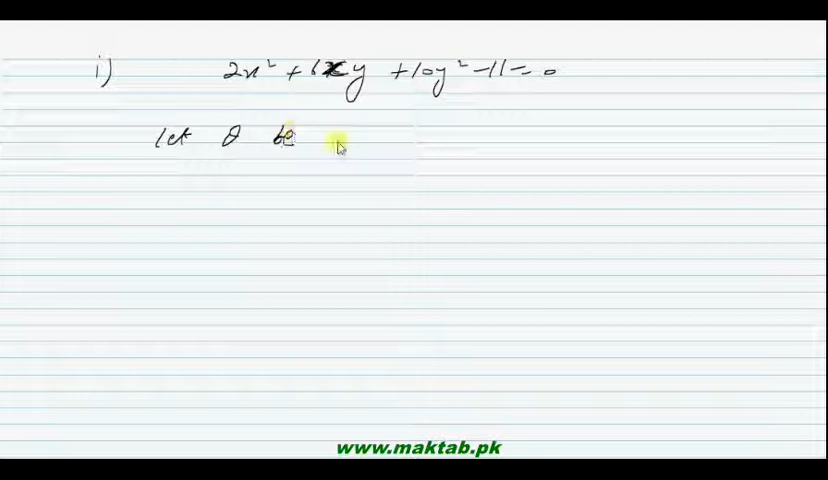 i) 2x² + 6xy + 10y² - 11 = 0
let θ be
www.maktab.pk